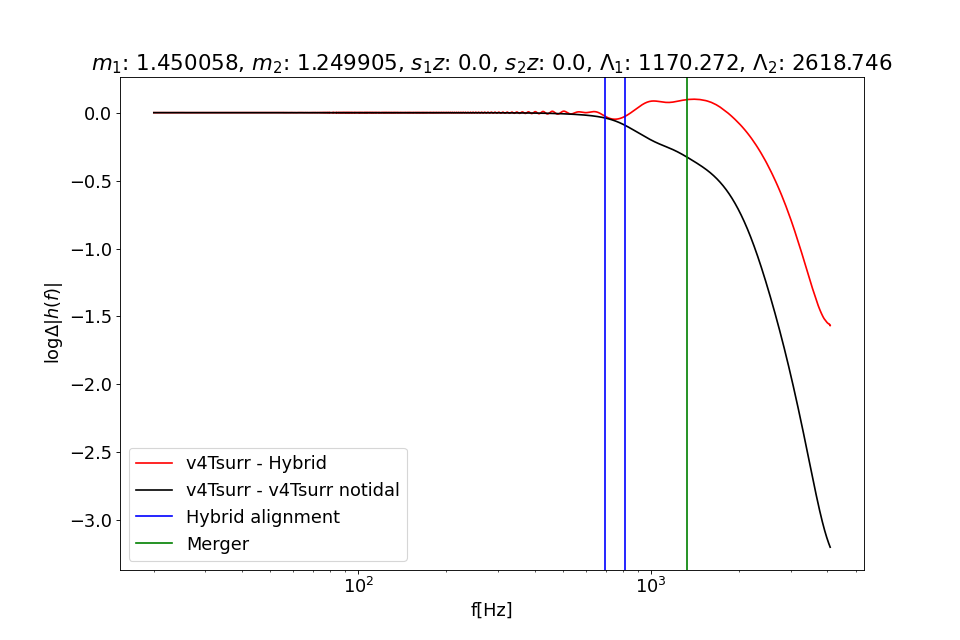 m₁: 1.450058, m₂: 1.249905, s₁z: 0.0, s₂z: 0.0, Λ₁: 1170.272, Λ₂: 2618.746
0.0
−0.5
−1.0
−1.5
−2.0
−2.5
−3.0
logΔ|h(f)|
v4Tsurr - Hybrid
v4Tsurr - v4Tsurr notidal
Hybrid alignment
Merger
10² 10³
f[Hz]